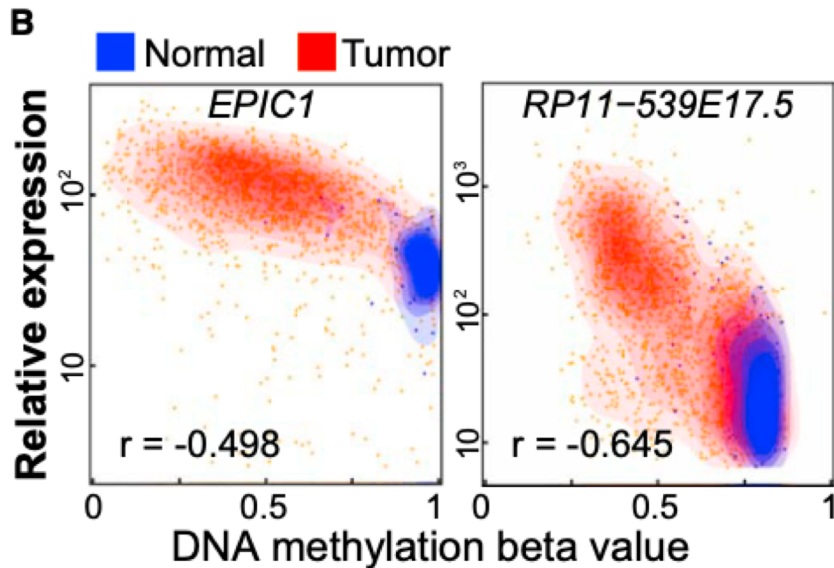 B
Normal Tumor
EPIC1 RP11-539E17.5
Relative expression
10²
10
r = -0.498
0 0.5 1
10³
10²
10
r = -0.645
0 0.5 1
DNA methylation beta value